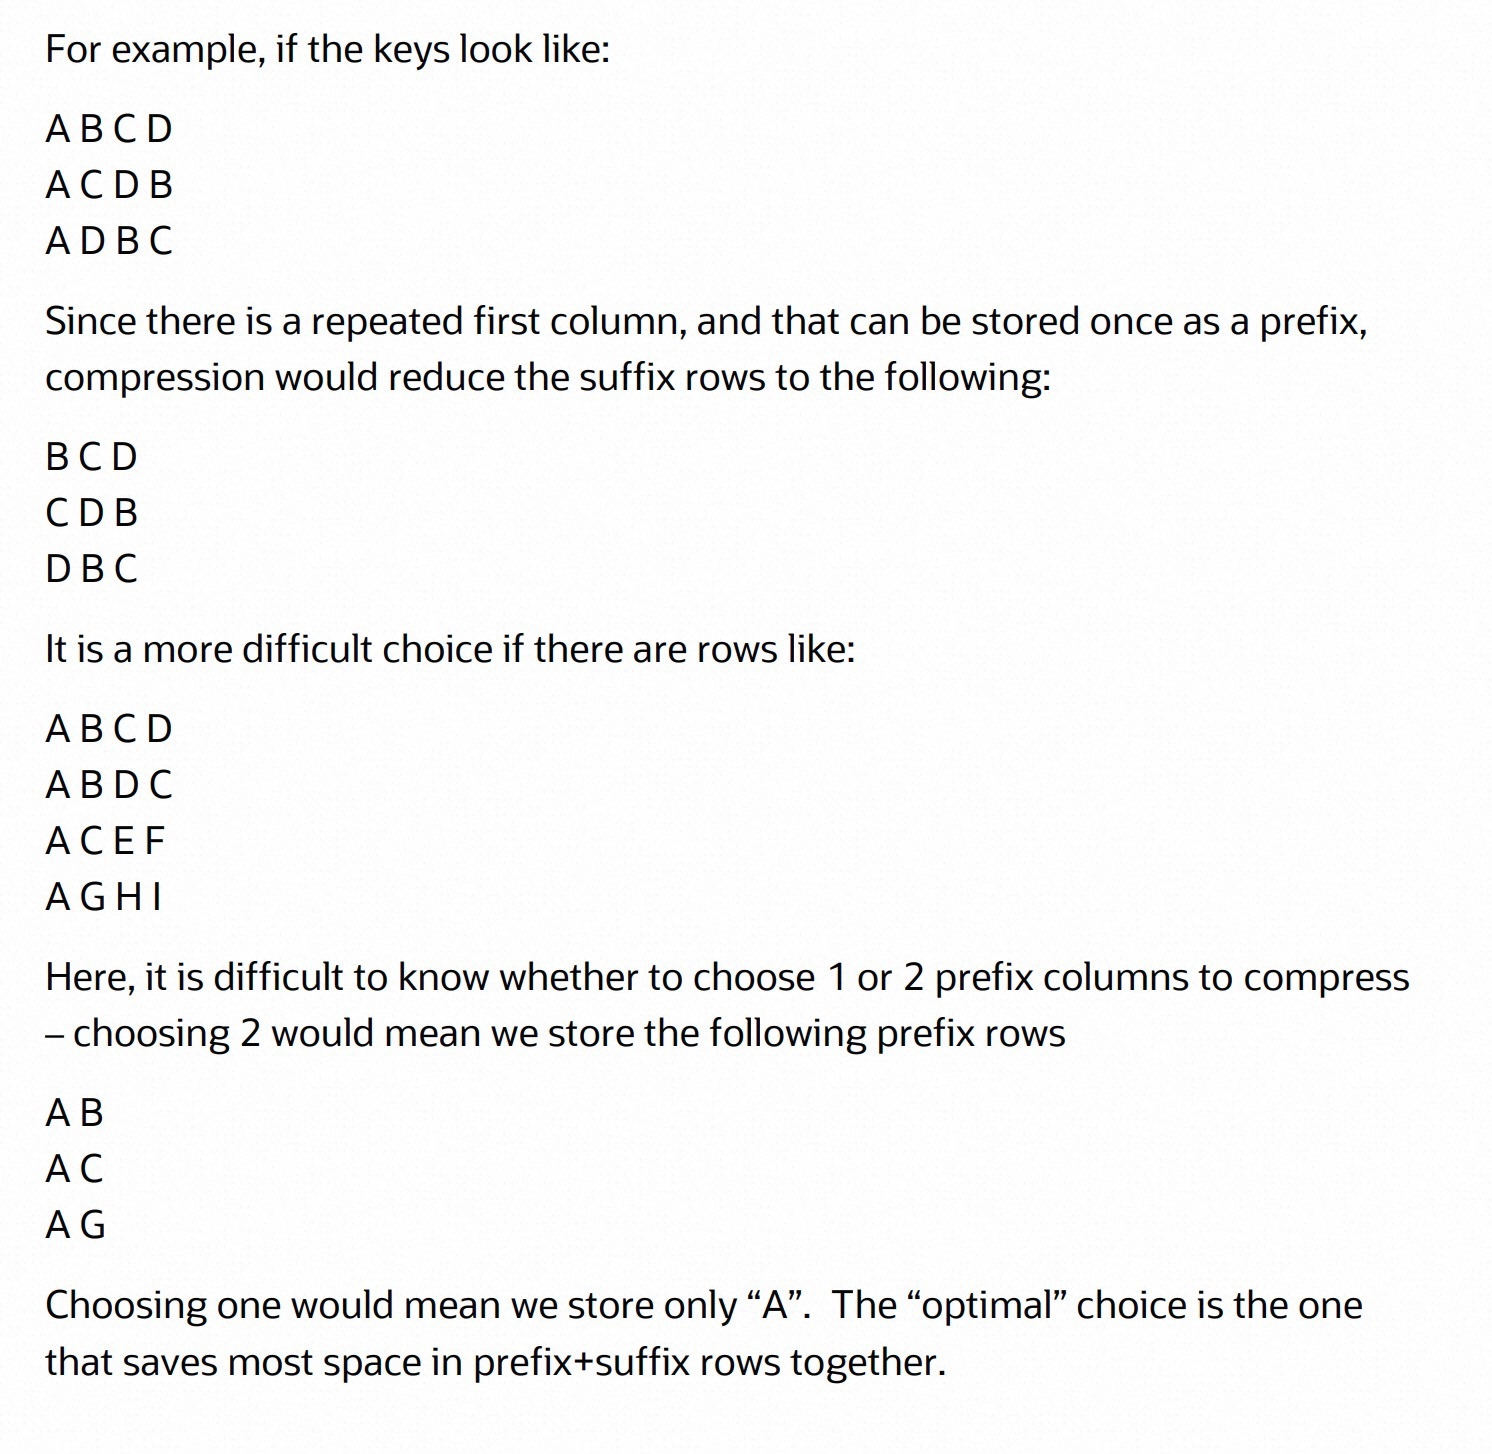 For example, if the keys look like:
A B C D
A C D B
A D B C
Since there is a repeated first column, and that can be stored once as a prefix,
compression would reduce the suffix rows to the following:
B C D
C D B
D B C
It is a more difficult choice if there are rows like:
A B C D
A B D C
A C E F
A G H I
Here, it is difficult to know whether to choose 1 or 2 prefix columns to compress
– choosing 2 would mean we store the following prefix rows
A B
A C
A G
Choosing one would mean we store only “A”.  The “optimal” choice is the one
that saves most space in prefix+suffix rows together.